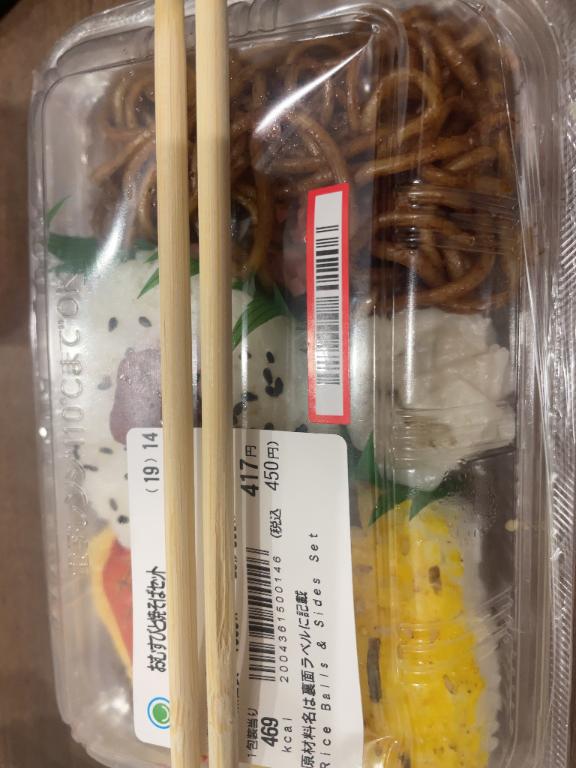 (19) 14
おむすびと焼そばセット
417円
(税込 450円)
2004361500146
1包装当り
469
kcal
原材料名は裏面ラベルに記載
Rice Balls & Sides Set